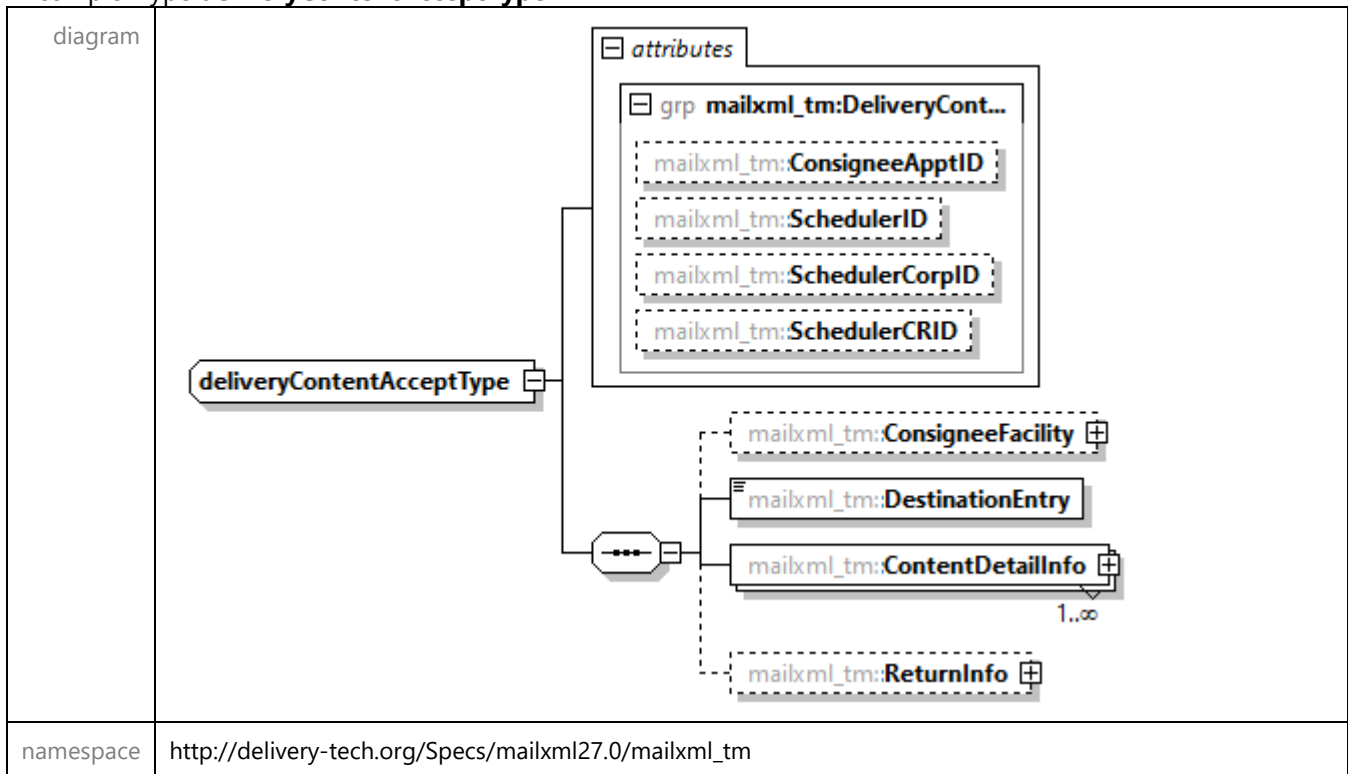 diagram
attributes
grp mailxml_tm:DeliveryCont...
mailxml_tm:ConsigneeApptID
mailxml_tm:SchedulerID
mailxml_tm:SchedulerCorpID
mailxml_tm:SchedulerCRID
deliveryContentAcceptType
mailxml_tm:ConsigneeFacility
mailxml_tm:DestinationEntry
mailxml_tm:ContentDetailInfo
1..∞
mailxml_tm:ReturnInfo
namespace http://delivery-tech.org/Specs/mailxml27.0/mailxml_tm